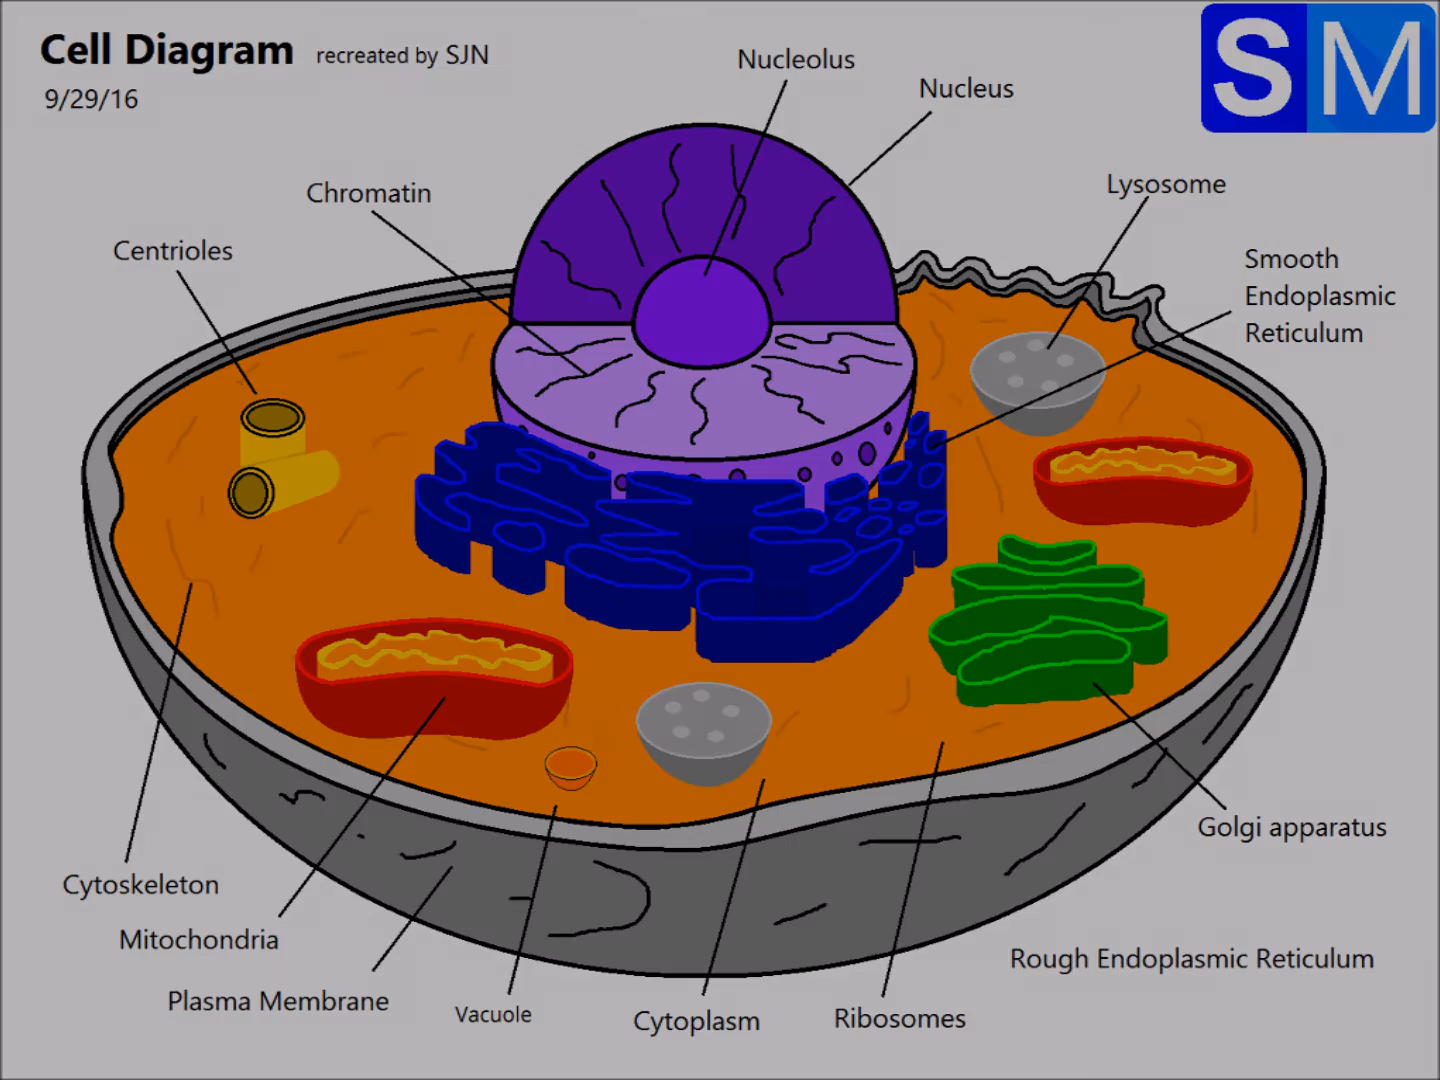 Cell Diagram recreated by SJN
9/29/16
SM
Nucleolus
Nucleus
Chromatin
Lysosome
Centrioles
Smooth
Endoplasmic
Reticulum
Golgi apparatus
Cytoskeleton
Mitochondria
Rough Endoplasmic Reticulum
Plasma Membrane
Vacuole
Cytoplasm
Ribosomes